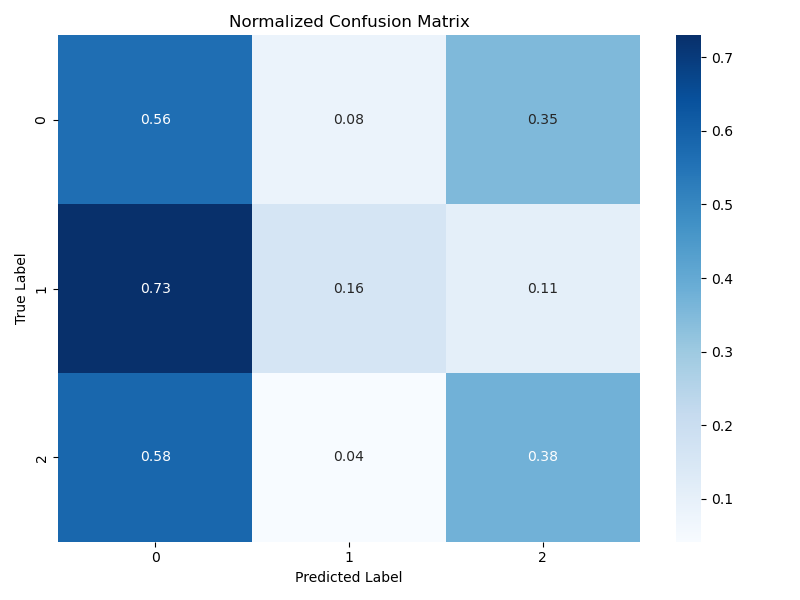 Normalized Confusion Matrix
True Label
0
0.56 0.08 0.35
1
0.73 0.16 0.11
2
0.58 0.04 0.38
0 1 2
Predicted Label
0.7
0.6
0.5
0.4
0.3
0.2
0.1